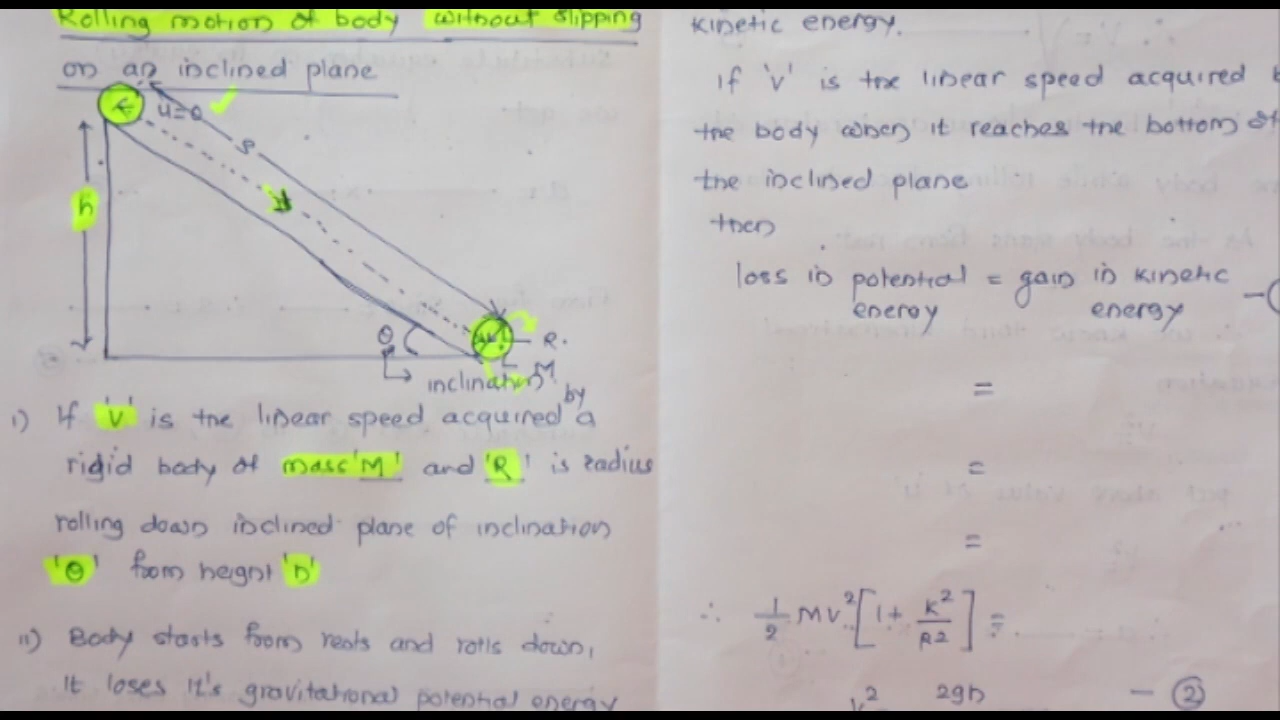 Rolling motion of body without slipping
on an inclined plane
u=0
s
h
θ
R.
M
inclination
by
i) If 'v' is the linear speed acquired a
rigid body of mass 'M' and 'R' is radius
rolling down inclined plane of inclination
'θ' from height 'h'
ii) Body starts from rests and rolls down,
It loses it's gravitational potential energy
kinetic energy.
If 'v' is the linear speed acquired
the body when it reaches the bottom of
the inclined plane
then
loss in potential = gain in kinetic
energy energy
=
=
=
∴ 1/2 Mv² [1 + K²/R²] =
v² 2gh — ②